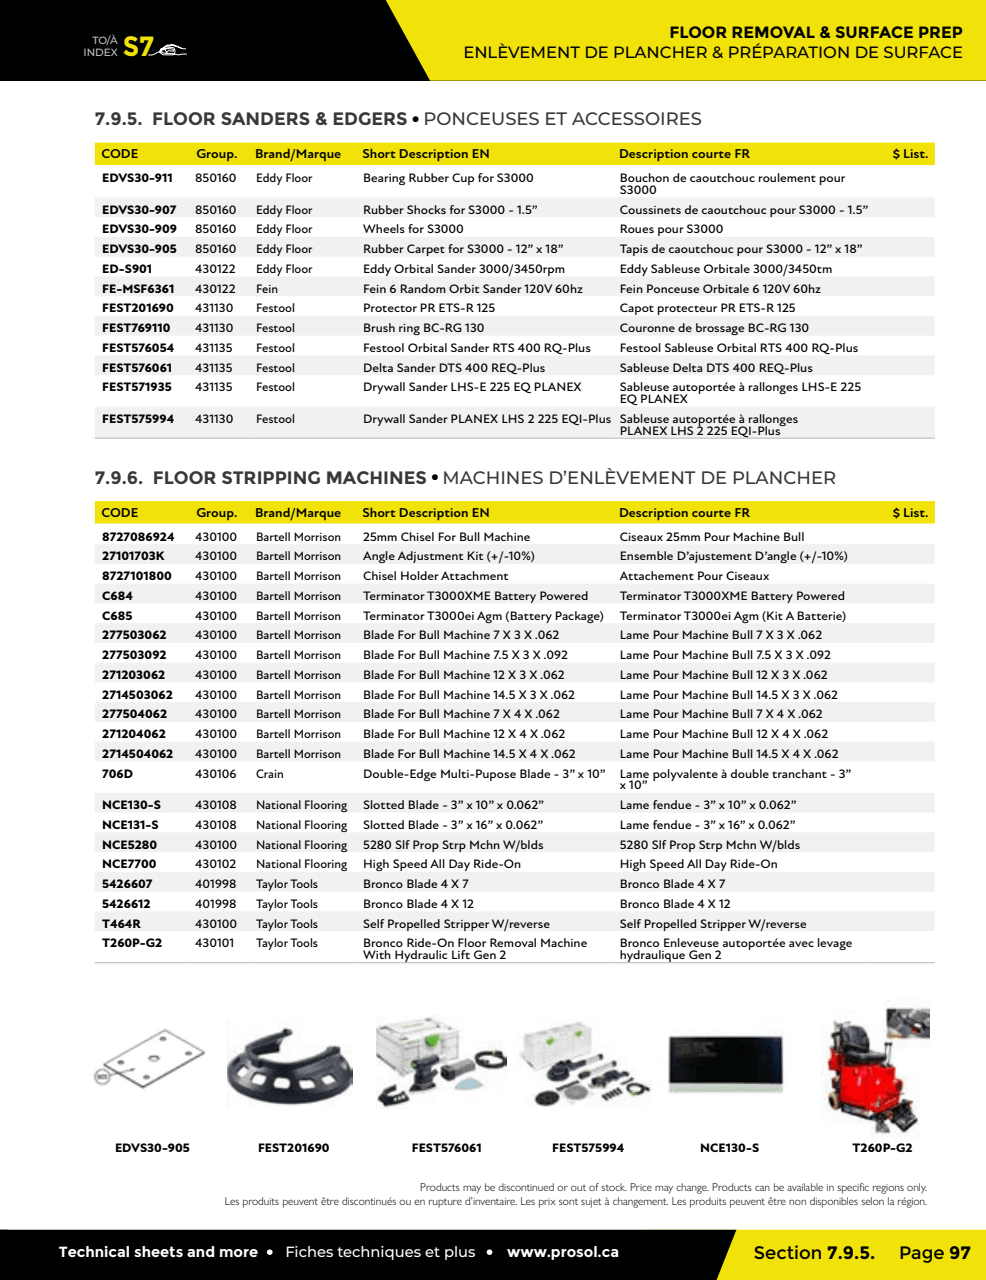 TO/À
INDEX S7
FLOOR REMOVAL & SURFACE PREP
ENLÈVEMENT DE PLANCHER & PRÉPARATION DE SURFACE
7.9.5. FLOOR SANDERS & EDGERS • PONCEUSES ET ACCESSOIRES
CODE Group. Brand/Marque Short Description EN Description courte FR $ List.
EDVS30-911 850160 Eddy Floor Bearing Rubber Cup for S3000 Bouchon de caoutchouc roulement pour
S3000
EDVS30-907 850160 Eddy Floor Rubber Shocks for S3000 - 1.5” Coussinets de caoutchouc pour S3000 - 1.5”
EDVS30-909 850160 Eddy Floor Wheels for S3000 Roues pour S3000
EDVS30-905 850160 Eddy Floor Rubber Carpet for S3000 - 12” x 18” Tapis de caoutchouc pour S3000 - 12” x 18”
ED-S901 430122 Eddy Floor Eddy Orbital Sander 3000/3450rpm Eddy Sableuse Orbitale 3000/3450tm
FE-MSF6361 430122 Fein Fein 6 Random Orbit Sander 120V 60hz Fein Ponceuse Orbitale 6 120V 60hz
FEST201690 431130 Festool Protector PR ETS-R 125 Capot protecteur PR ETS-R 125
FEST769110 431130 Festool Brush ring BC-RG 130 Couronne de brossage BC-RG 130
FEST576054 431135 Festool Festool Orbital Sander RTS 400 RQ-Plus Festool Sableuse Orbital RTS 400 RQ-Plus
FEST576061 431135 Festool Delta Sander DTS 400 REQ-Plus Sableuse Delta DTS 400 REQ-Plus
FEST571935 431135 Festool Drywall Sander LHS-E 225 EQ PLANEX Sableuse autoportée à rallonges LHS-E 225
EQ PLANEX
FEST575994 431130 Festool Drywall Sander PLANEX LHS 2 225 EQI-Plus Sableuse autoportée à rallonges
PLANEX LHS 2 225 EQI-Plus
7.9.6. FLOOR STRIPPING MACHINES • MACHINES D’ENLÈVEMENT DE PLANCHER
CODE Group. Brand/Marque Short Description EN Description courte FR $ List.
8727086924 430100 Bartell Morrison 25mm Chisel For Bull Machine Ciseaux 25mm Pour Machine Bull
27101703K 430100 Bartell Morrison Angle Adjustment Kit (+/-10%) Ensemble D’ajustement D’angle (+/-10%)
8727101800 430100 Bartell Morrison Chisel Holder Attachment Attachement Pour Ciseaux
C684 430100 Bartell Morrison Terminator T3000XME Battery Powered Terminator T3000XME Battery Powered
C685 430100 Bartell Morrison Terminator T3000ei Agm (Battery Package) Terminator T3000ei Agm (Kit A Batterie)
277503062 430100 Bartell Morrison Blade For Bull Machine 7 X 3 X .062 Lame Pour Machine Bull 7 X 3 X .062
277503092 430100 Bartell Morrison Blade For Bull Machine 7.5 X 3 X .092 Lame Pour Machine Bull 7.5 X 3 X .092
271203062 430100 Bartell Morrison Blade For Bull Machine 12 X 3 X .062 Lame Pour Machine Bull 12 X 3 X .062
2714503062 430100 Bartell Morrison Blade For Bull Machine 14.5 X 3 X .062 Lame Pour Machine Bull 14.5 X 3 X .062
277504062 430100 Bartell Morrison Blade For Bull Machine 7 X 4 X .062 Lame Pour Machine Bull 7 X 4 X .062
271204062 430100 Bartell Morrison Blade For Bull Machine 12 X 4 X .062 Lame Pour Machine Bull 12 X 4 X .062
2714504062 430100 Bartell Morrison Blade For Bull Machine 14.5 X 4 X .062 Lame Pour Machine Bull 14.5 X 4 X .062
706D 430106 Crain Double-Edge Multi-Pupose Blade - 3” x 10” Lame polyvalente à double tranchant - 3”
x 10”
NCE130-S 430108 National Flooring Slotted Blade - 3” x 10” x 0.062” Lame fendue - 3” x 10” x 0.062”
NCE131-S 430108 National Flooring Slotted Blade - 3” x 16” x 0.062” Lame fendue - 3” x 16” x 0.062”
NCE5280 430100 National Flooring 5280 Slf Prop Strp Mchn W/blds 5280 Slf Prop Strp Mchn W/blds
NCE7700 430102 National Flooring High Speed All Day Ride-On High Speed All Day Ride-On
5426607 401998 Taylor Tools Bronco Blade 4 X 7 Bronco Blade 4 X 7
5426612 401998 Taylor Tools Bronco Blade 4 X 12 Bronco Blade 4 X 12
T464R 430100 Taylor Tools Self Propelled Stripper W/reverse Self Propelled Stripper W/reverse
T260P-G2 430101 Taylor Tools Bronco Ride-On Floor Removal Machine Bronco Enleveuse autoportée avec levage
With Hydraulic Lift Gen 2 hydraulique Gen 2
EDVS30-905 FEST201690 FEST576061 FEST575994 NCE130-S T260P-G2
Products may be discontinued or out of stock. Price may change. Products can be available in specific regions only.
Les produits peuvent être discontinués ou en rupture d’inventaire. Les prix sont sujet à changement. Les produits peuvent être non disponibles selon la région.
Technical sheets and more • Fiches techniques et plus • www.prosol.ca
Section 7.9.5. Page 97